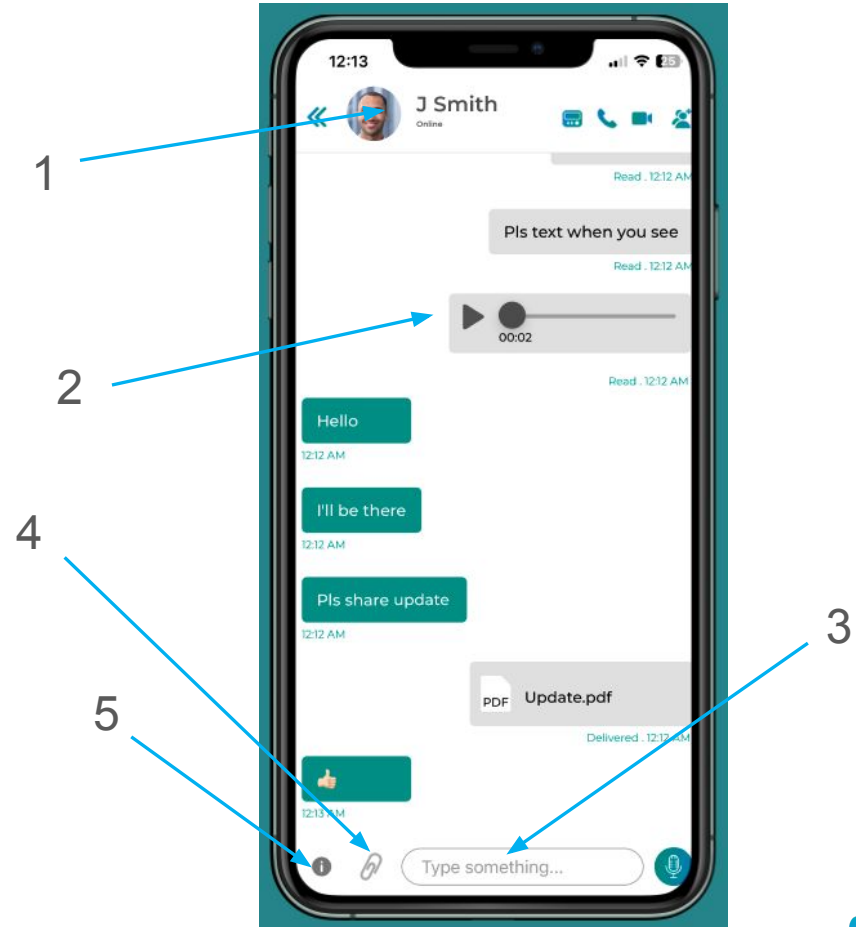 12:13
25
J Smith
Online
1
Read . 12:12 AM
Pls text when you see
Read . 12:12 AM
00:02
2
Read . 12:12 AM
Hello
12:12 AM
4
I'll be there
12:12 AM
Pls share update
12:12 AM
3
PDF Update.pdf
5
Delivered . 12:12 AM
👍🏻
12:13 AM
Type something...